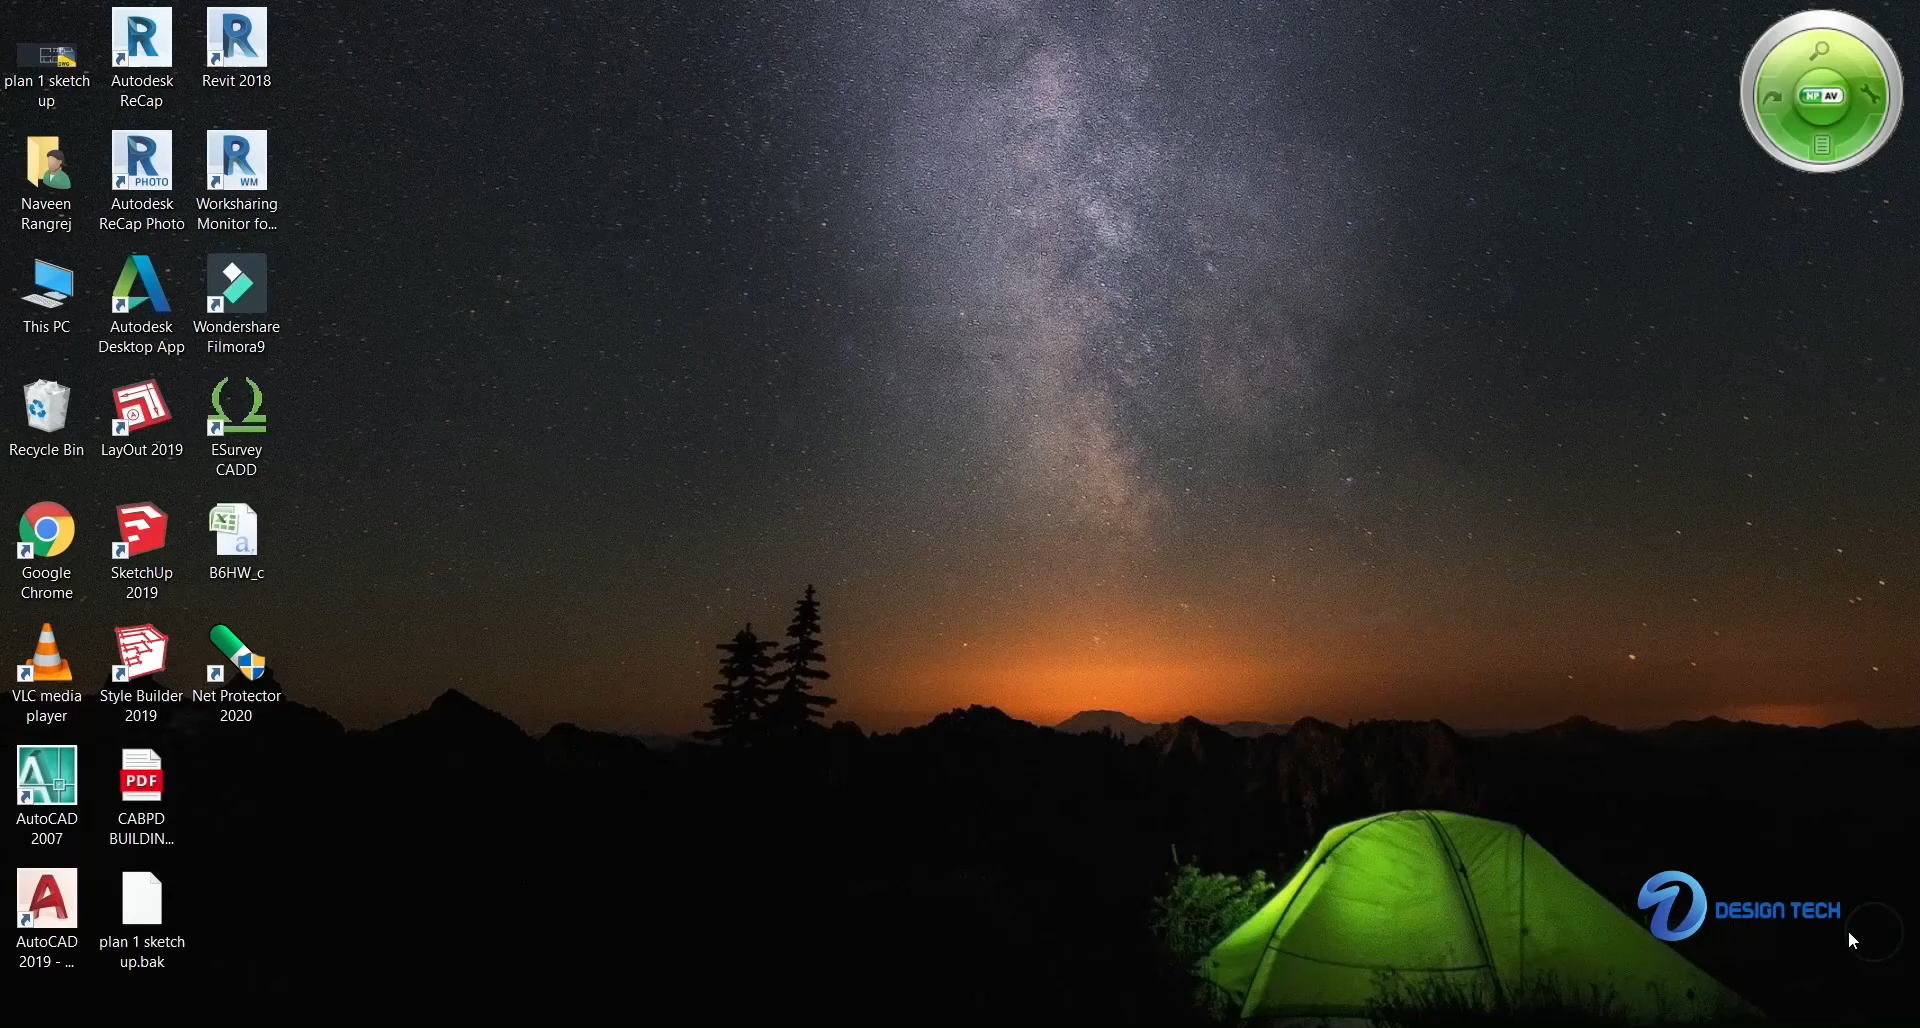 plan 1 sketch
up
Autodesk
ReCap
Revit 2018
Naveen
Rangrej
PHOTO
Autodesk
ReCap Photo
WM
Worksharing
Monitor fo...
This PC
Autodesk
Desktop App
Wondershare
Filmora9
Recycle Bin
LayOut 2019
ESurvey
CADD
Google
Chrome
SketchUp
2019
a,
B6HW_c
VLC media
player
Style Builder
2019
Net Protector
2020
AutoCAD
2007
PDF
CABPD
BUILDIN...
AutoCAD
2019 - ...
plan 1 sketch
up.bak
NP AV
DESIGN TECH